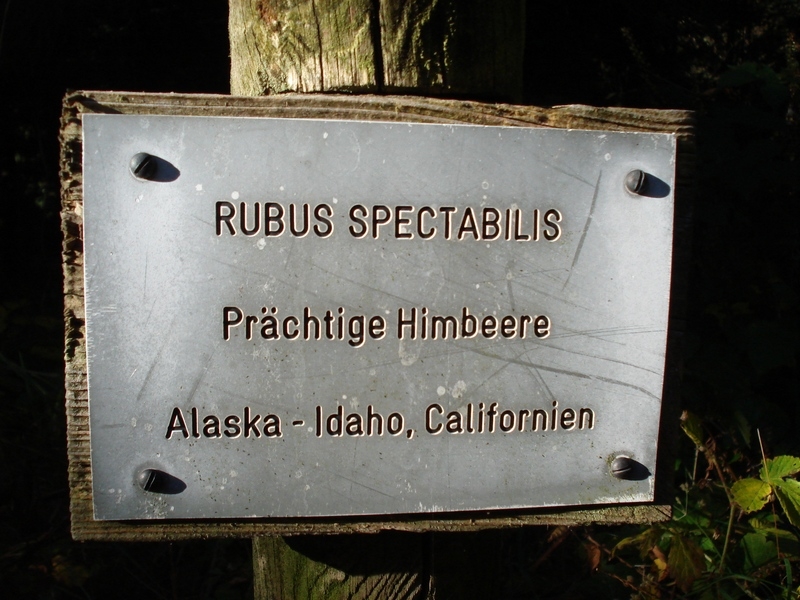 RUBUS SPECTABILIS
Prächtige Himbeere
Alaska - Idaho, Californien